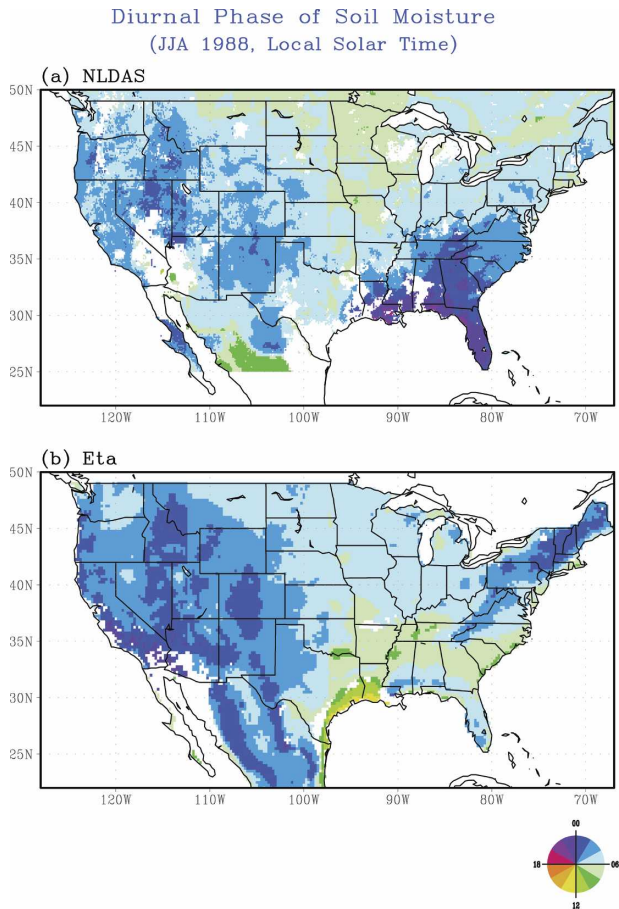 Diurnal Phase of Soil Moisture
(JJA 1988, Local Solar Time)
(a) NLDAS
50N
45N
40N
35N
30N
25N
120W 110W 100W 90W 80W 70W
(b) Eta
50N
45N
40N
35N
30N
25N
120W 110W 100W 90W 80W 70W
00
18 06
12